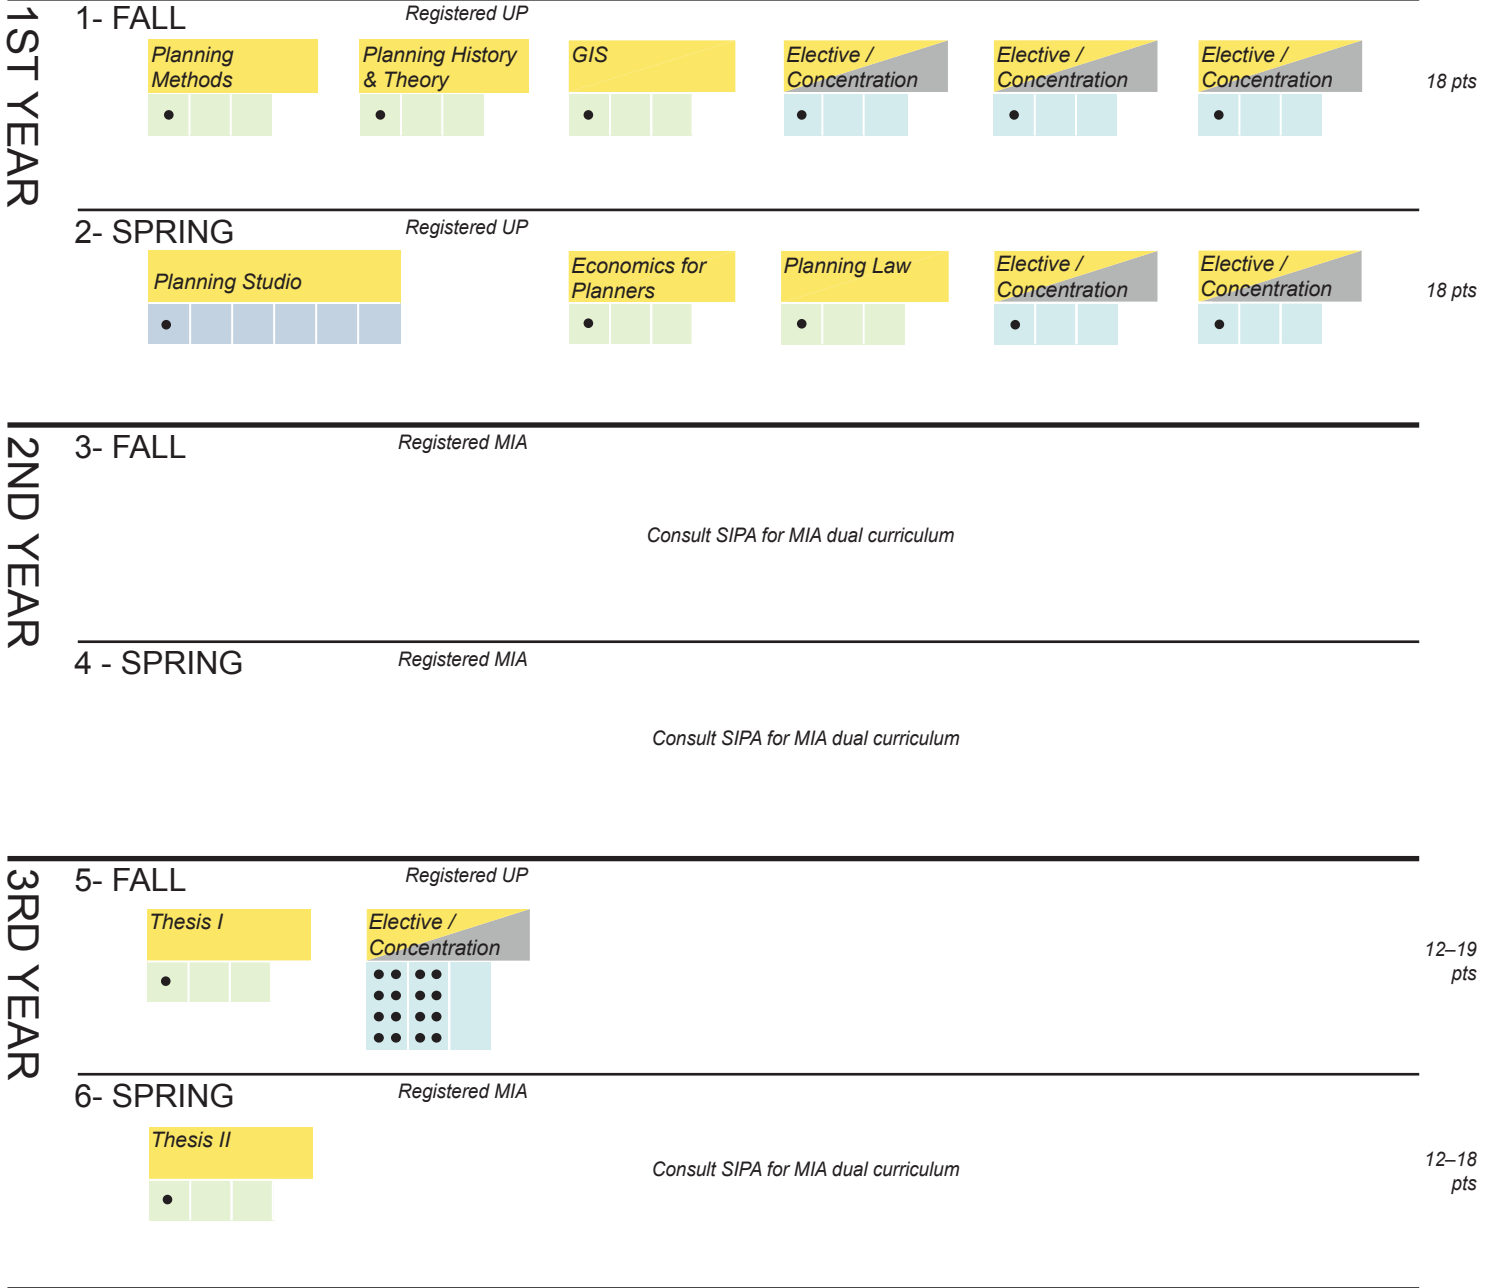 1ST YEAR
1- FALL
Registered UP
Planning
Methods
Planning History
& Theory
GIS
Elective /
Concentration
Elective /
Concentration
Elective /
Concentration
18 pts
2- SPRING
Registered UP
Planning Studio
Economics for
Planners
Planning Law
Elective /
Concentration
Elective /
Concentration
18 pts
2ND YEAR
3- FALL
Registered MIA
Consult SIPA for MIA dual curriculum
4 - SPRING
Registered MIA
Consult SIPA for MIA dual curriculum
3RD YEAR
5- FALL
Registered UP
Thesis I
Elective /
Concentration
12–19
pts
6- SPRING
Registered MIA
Thesis II
Consult SIPA for MIA dual curriculum
12–18
pts